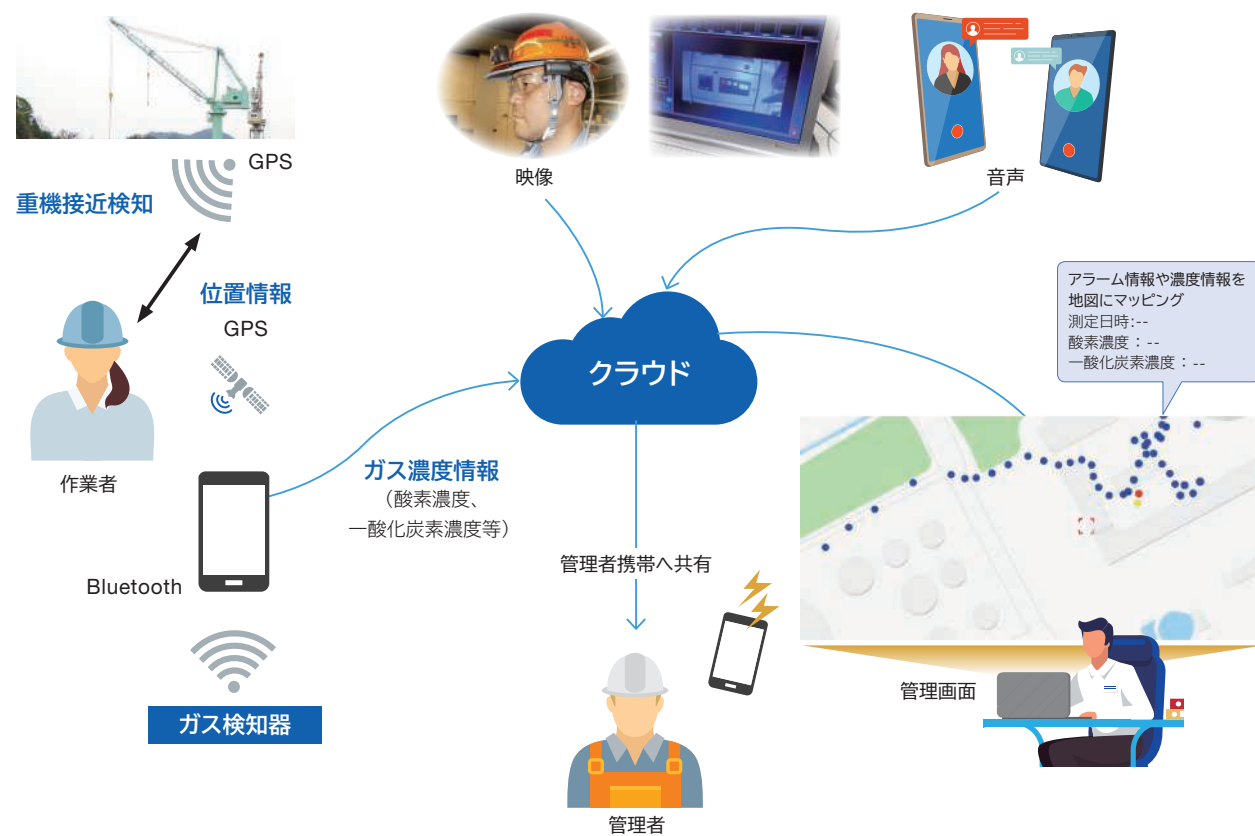 GPS
重機接近検知
映像
音声
位置情報
GPS
アラーム情報や濃度情報を
地図にマッピング
測定日時:--
酸素濃度：--
一酸化炭素濃度：--
クラウド
作業者
ガス濃度情報
（酸素濃度、
一酸化炭素濃度等）
管理者携帯へ共有
Bluetooth
管理画面
ガス検知器
管理者